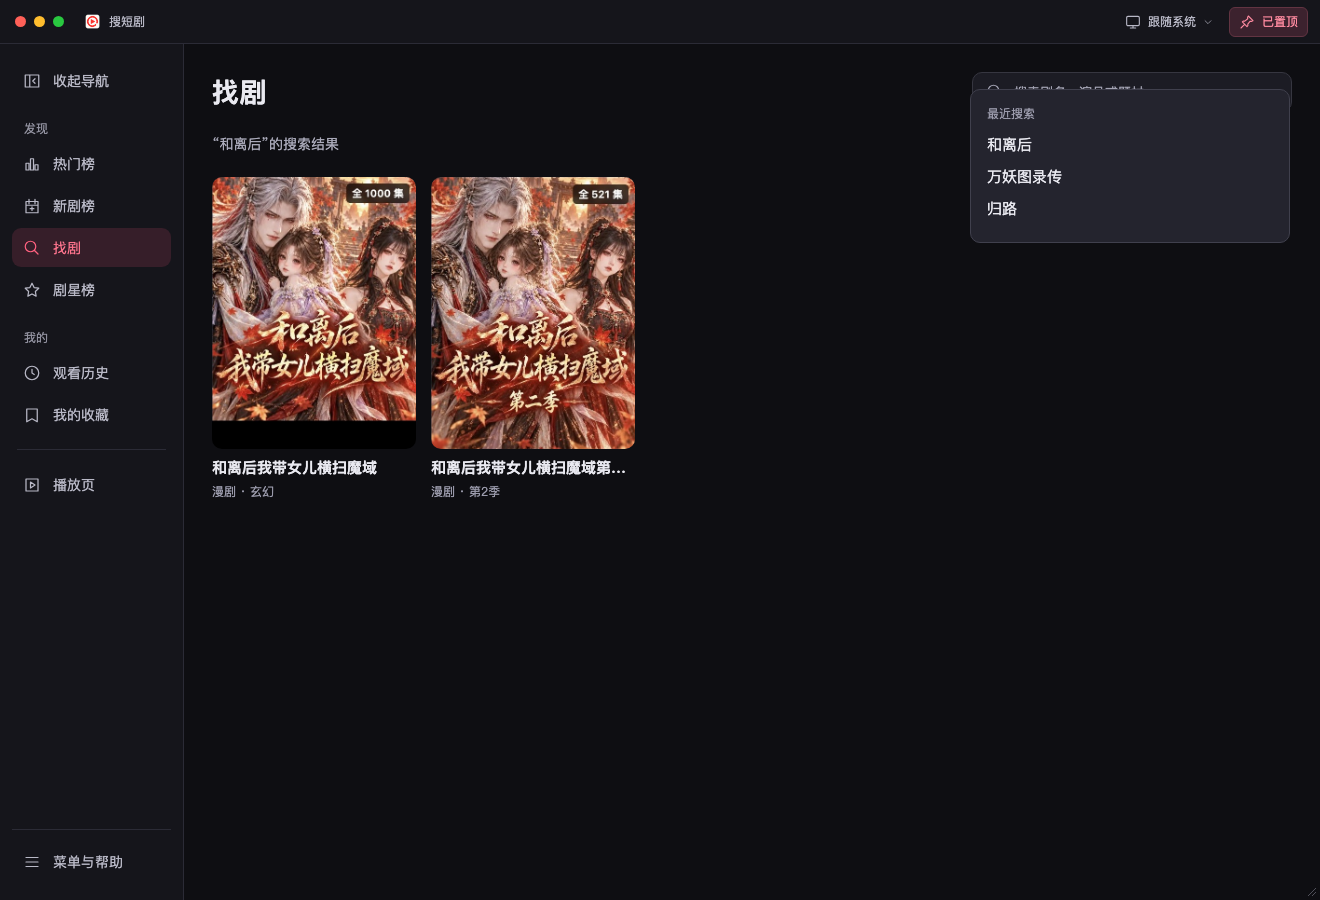 搜短剧
跟随系统
已置顶
收起导航
发现
热门榜
新剧榜
找剧
剧星榜
我的
观看历史
我的收藏
播放页
菜单与帮助
找剧
“和离后”的搜索结果
最近搜索
和离后
万妖图录传
归路
全 1000 集
和离后
我带女儿横扫魔域
和离后我带女儿横扫魔域
漫剧 · 玄幻
全 521 集
和离后
我带女儿横扫魔域
第二季
和离后我带女儿横扫魔域第...
漫剧 · 第2季